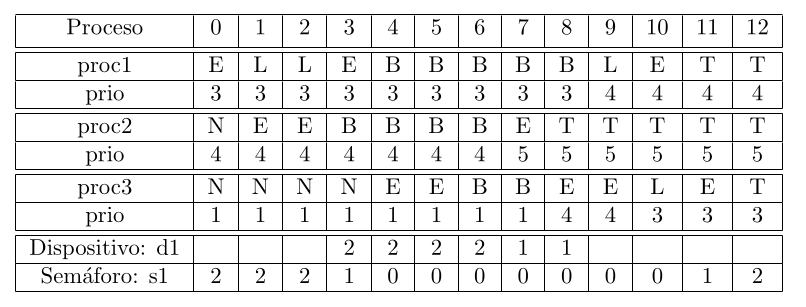 Proceso 0 1 2 3 4 5 6 7 8 9 10 11 12
proc1 E L L E B B B B B L E T T
prio 3 3 3 3 3 3 3 3 3 4 4 4 4
proc2 N E E B B B B E T T T T T
prio 4 4 4 4 4 4 4 5 5 5 5 5 5
proc3 N N N N E E B B E E L E T
prio 1 1 1 1 1 1 1 1 4 4 3 3 3
Dispositivo: d1 2 2 2 2 1 1
Semáforo: s1 2 2 2 1 0 0 0 0 0 0 0 1 2